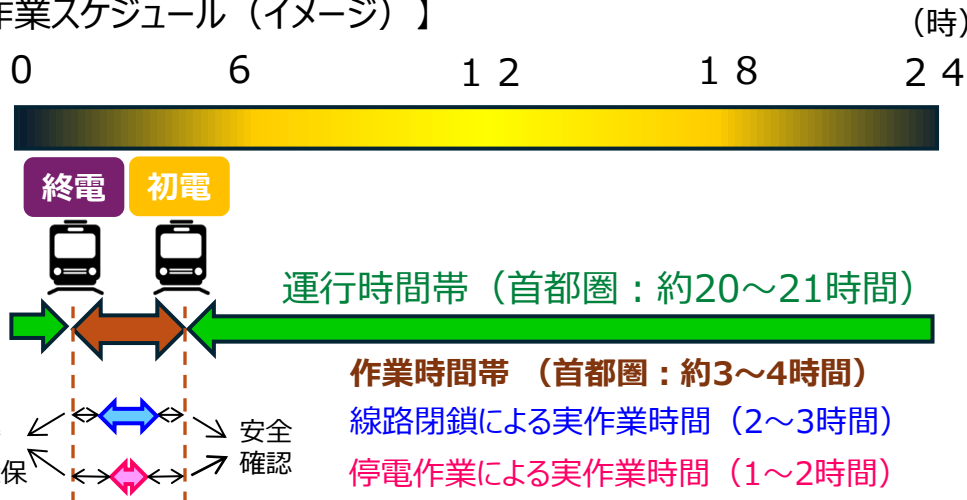 作業スケジュール（イメージ）】
（時）
0 6 12 18 24
終電 初電
運行時間帯（首都圏：約20～21時間）
作業時間帯 （首都圏：約3～4時間）
線路閉鎖による実作業時間（2～3時間）
安全
確認
保
停電作業による実作業時間（1～2時間）